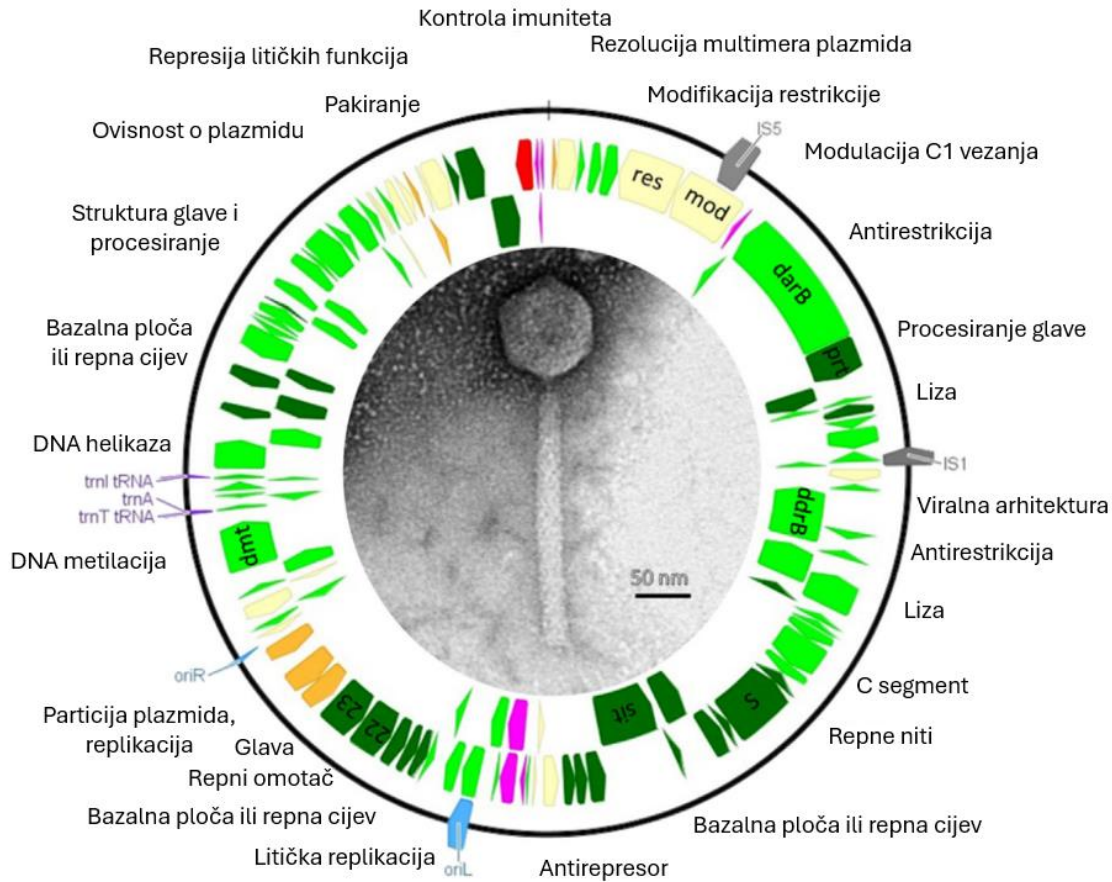 Kontrola imuniteta
Represija litičkih funkcija
Rezolucija multimera plazmida
Pakiranje
Modifikacija restrikcije
Ovisnost o plazmidu
IS5
Modulacija C1 vezanja
res
mod
Struktura glave i
procesiranje
Antirestrikcija
darB
Bazalna ploča
ili repna cijev
Procesiranje glave
prt
Liza
DNA helikaza
IS1
trnI tRNA
trnA
trnT tRNA
Viralna arhitektura
ddrB
DNA metilacija
dmt
Antirestrikcija
50 nm
Liza
oriR
C segment
S
sit
23
22
Particija plazmida,
replikacija
Repne niti
Glava
Repni omotač
Bazalna ploča ili repna cijev
Bazalna ploča ili repna cijev
Litička replikacija
oriL
Antirepresor